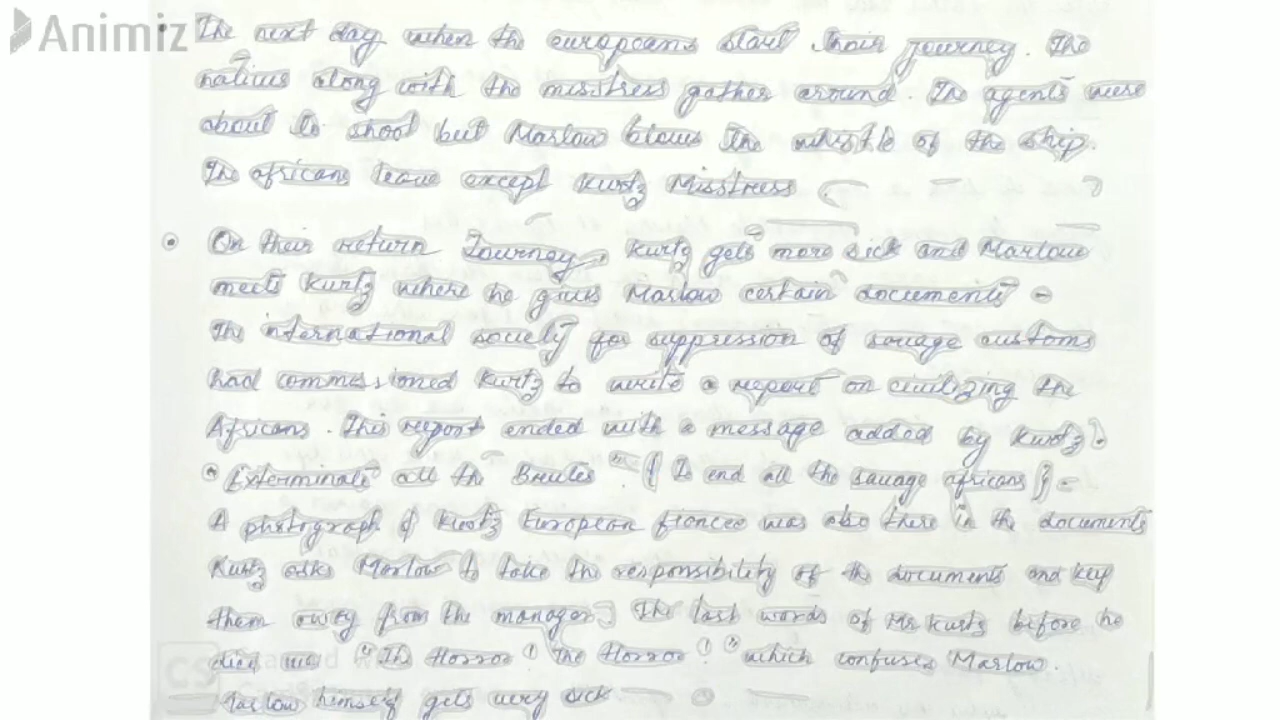 Animiz
• The next day when the europeans start their journey. The
natives along with the misstress gather around. The agents were
about to shoot but Marlow blows the whistle of the ship.
The africans leave except Kurtz Misstress
On their return Journey, Kurtz gets more sick and Marlow
meets Kurtz where he gives Marlow certain documents -
The international society for suppression of savage customs
had commissioned Kurtz to write a report on civilizing the
Africans. This report ended with a message added by Kurtz.
"Exterminate all the Brutes" { To end all the savage africans } -
A photograph of Kurtz European fiancee was also there in the documents
Kurtz asks Marlow to take the responsibility of the documents and keep
them away from the manager. The last words of Mr Kurtz before he
died was "The Horror! The Horror!" which confuses Marlow.
Marlow himself gets very sick
CS